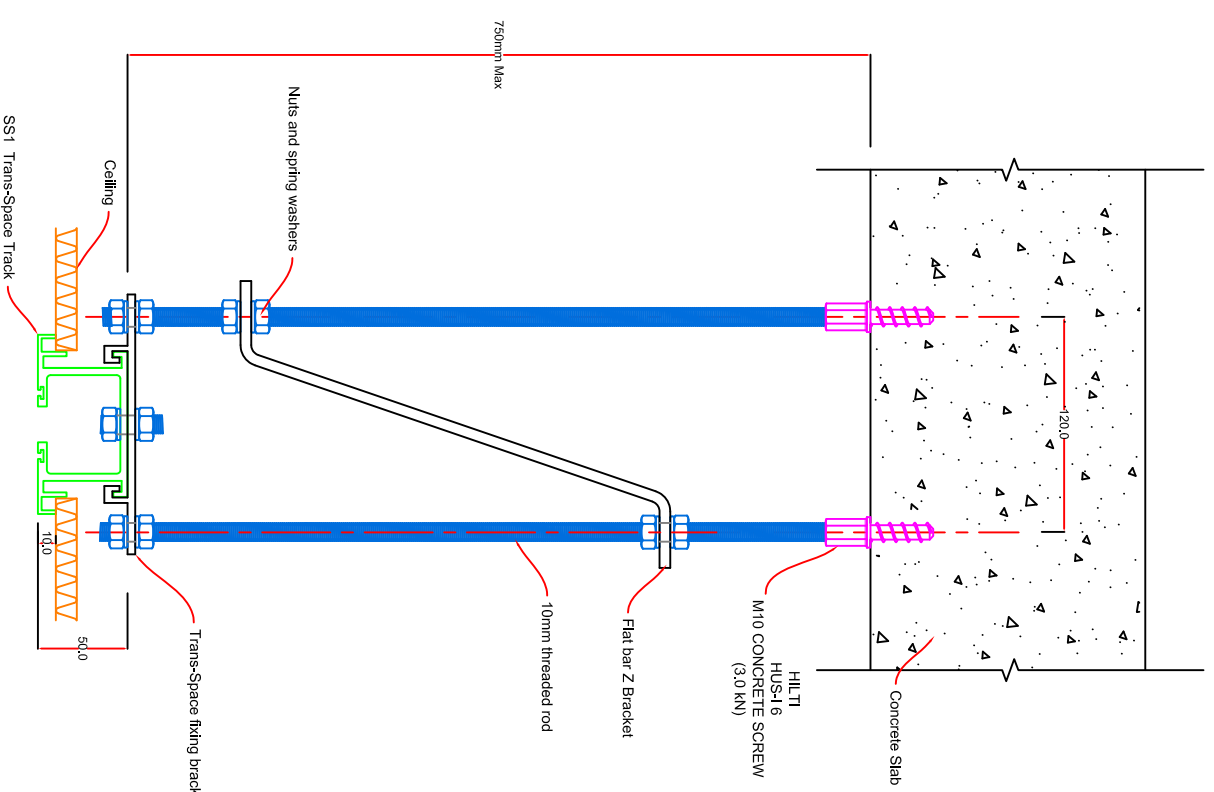 750mm Max
Nuts and spring washers
Ceiling
SS1 Trans-Space Track
120.0
10.0
50.0
Trans-Space fixing brack
10mm threaded rod
Flat bar Z Bracket
HILTI
HUS-I 6
M10 CONCRETE SCREW
(3.0 kN)
Concrete Slab